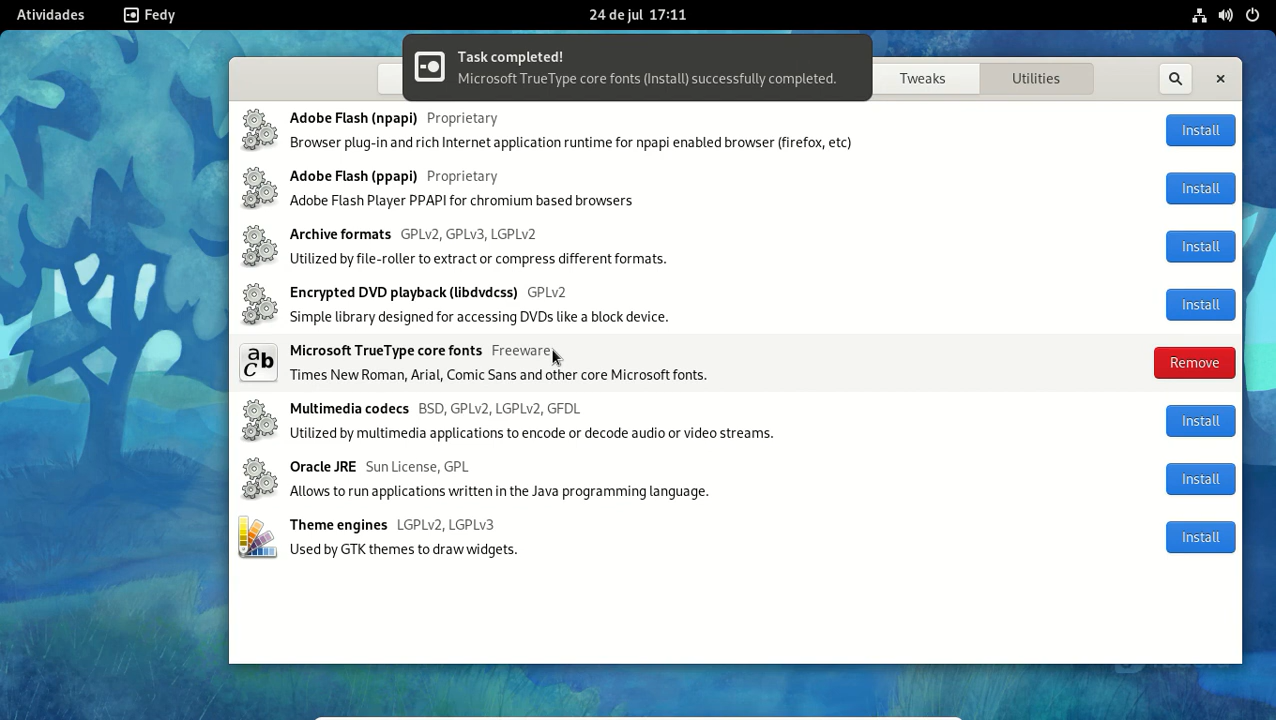 Atividades Fedy 24 de jul 17:11
Task completed!
Microsoft TrueType core fonts (Install) successfully completed.
Tweaks Utilities
Adobe Flash (npapi) Proprietary
Browser plug-in and rich Internet application runtime for npapi enabled browser (firefox, etc)
Install
Adobe Flash (ppapi) Proprietary
Adobe Flash Player PPAPI for chromium based browsers
Install
Archive formats GPLv2, GPLv3, LGPLv2
Utilized by file-roller to extract or compress different formats.
Install
Encrypted DVD playback (libdvdcss) GPLv2
Simple library designed for accessing DVDs like a block device.
Install
Microsoft TrueType core fonts Freeware
Times New Roman, Arial, Comic Sans and other core Microsoft fonts.
Remove
Multimedia codecs BSD, GPLv2, LGPLv2, GFDL
Utilized by multimedia applications to encode or decode audio or video streams.
Install
Oracle JRE Sun License, GPL
Allows to run applications written in the Java programming language.
Install
Theme engines LGPLv2, LGPLv3
Used by GTK themes to draw widgets.
Install